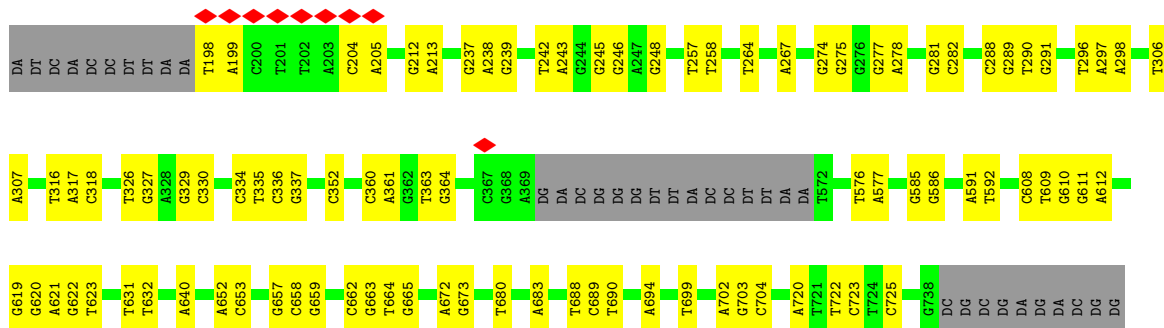 DA DT DC DA DC DC DT DT DA DA T198 A199 C200 T201 T202 A203 C204 A205 G212 A213 G237 A238 G239 T242 A243 G244 G245 G246 A247 G248 T257 T258 T264 A267 G274 G275 G276 G277 A278 G281 C282 C288 G289 T290 G291 T296 A297 A298 T306
A307 T316 A317 C318 T326 G327 A328 G329 C330 C334 T335 C336 G337 C352 C360 A361 G362 T363 G364 C367 G368 A369 DG DA DC DG DG DG DT DT DA DC DC DT DT DA DA T572 T576 A577 G585 G586 A591 T592 C608 T609 G610 G611 A612
G619 G620 A621 G622 T623 T631 T632 A640 A652 C653 G657 C658 G659 C662 G663 T664 G665 A672 G673 T680 A683 T688 C689 T690 A694 T699 A702 G703 C704 A720 T721 T722 C723 T724 C725 G738 DC DG DC DG DA DG DA DC DG DG